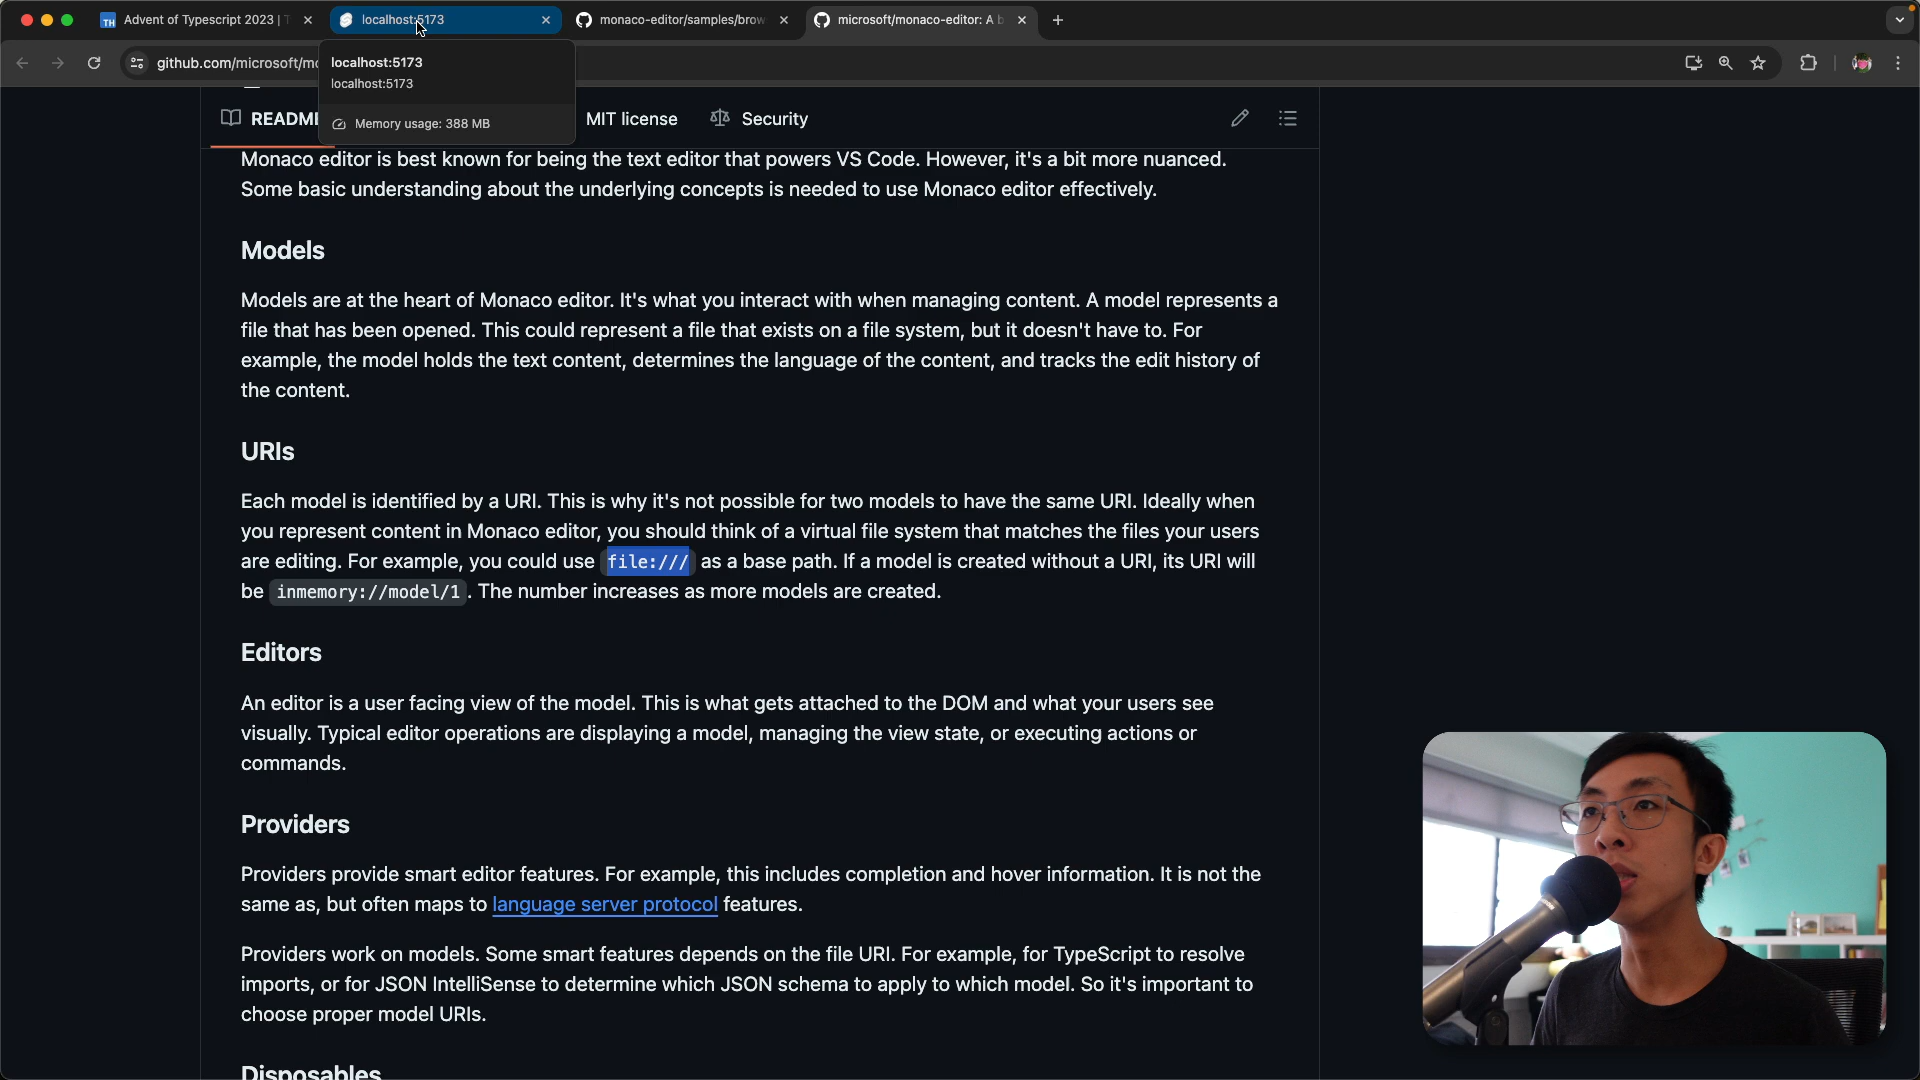 Advent of Typescript 2023 | T
localhost:5173
monaco-editor/samples/brow
microsoft/monaco-editor: A b
github.com/microsoft/mo
localhost:5173
localhost:5173
Memory usage: 388 MB
README
MIT license
Security
Monaco editor is best known for being the text editor that powers VS Code. However, it's a bit more nuanced.
Some basic understanding about the underlying concepts is needed to use Monaco editor effectively.
Models
Models are at the heart of Monaco editor. It's what you interact with when managing content. A model represents a
file that has been opened. This could represent a file that exists on a file system, but it doesn't have to. For
example, the model holds the text content, determines the language of the content, and tracks the edit history of
the content.
URIs
Each model is identified by a URI. This is why it's not possible for two models to have the same URI. Ideally when
you represent content in Monaco editor, you should think of a virtual file system that matches the files your users
are editing. For example, you could use file:/// as a base path. If a model is created without a URI, its URI will
be inmemory://model/1. The number increases as more models are created.
Editors
An editor is a user facing view of the model. This is what gets attached to the DOM and what your users see
visually. Typical editor operations are displaying a model, managing the view state, or executing actions or
commands.
Providers
Providers provide smart editor features. For example, this includes completion and hover information. It is not the
same as, but often maps to language server protocol features.
Providers work on models. Some smart features depends on the file URI. For example, for TypeScript to resolve
imports, or for JSON IntelliSense to determine which JSON schema to apply to which model. So it's important to
choose proper model URIs.
Disposables